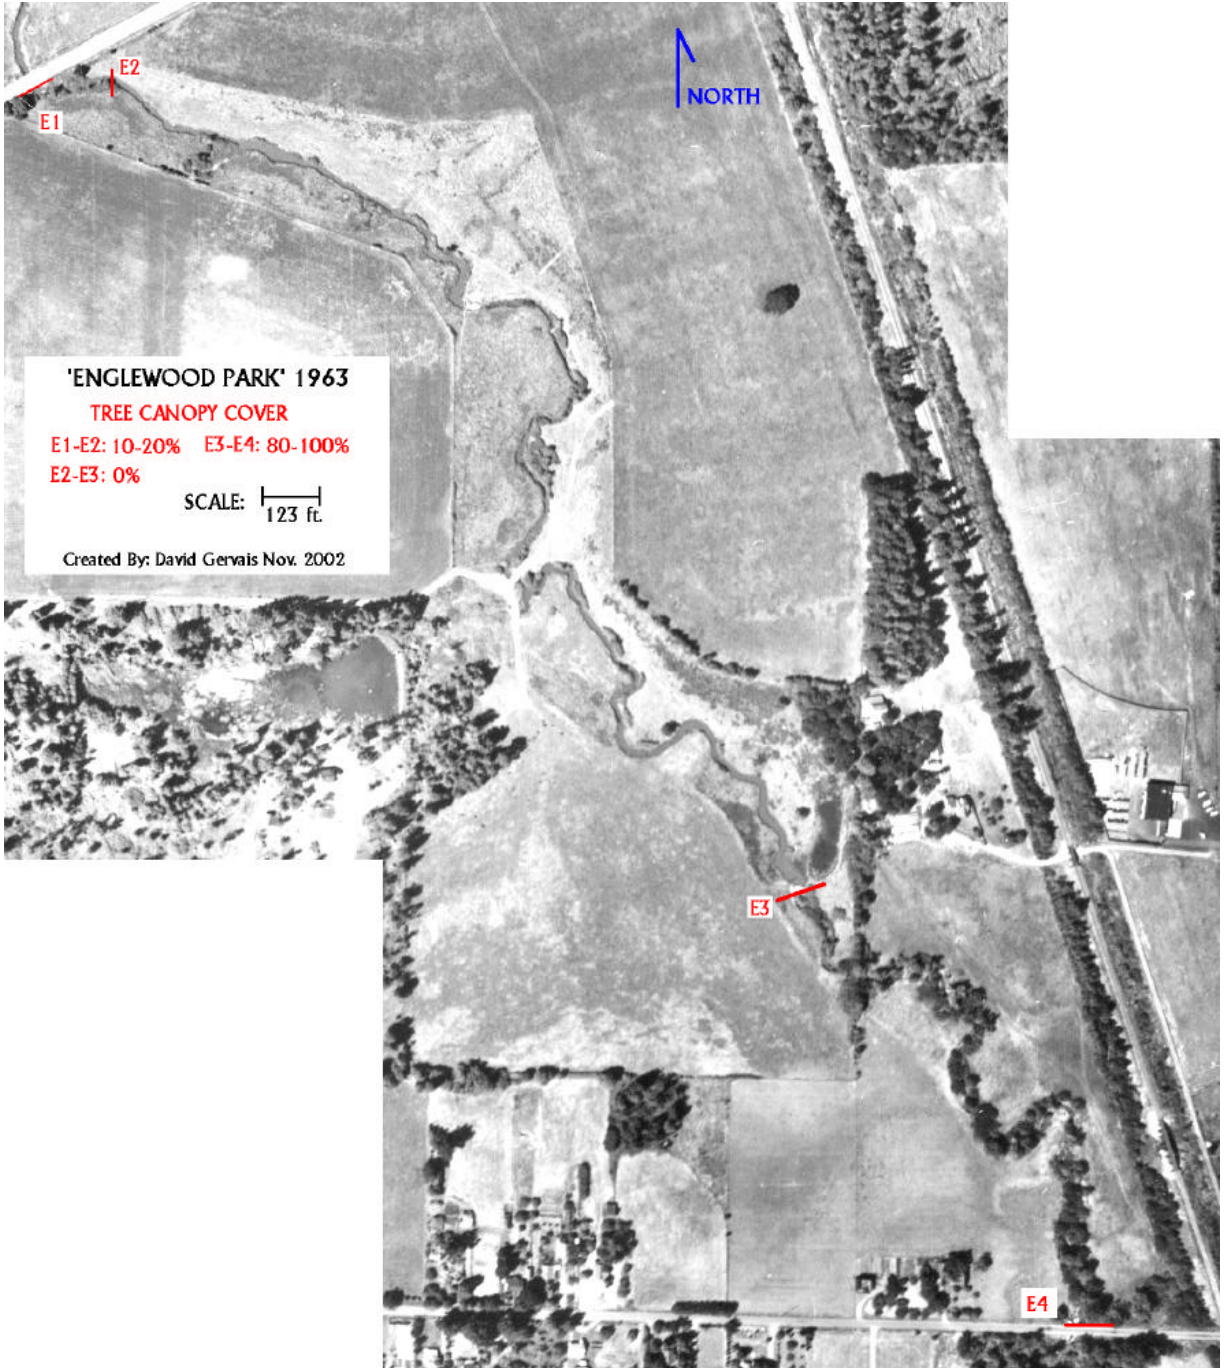 E2
E1
NORTH
'ENGLEWOOD PARK' 1963
TREE CANOPY COVER
E1-E2: 10-20% E3-E4: 80-100%
E2-E3: 0%
SCALE:
123 ft.
Created By: David Gervais Nov. 2002
E3
E4